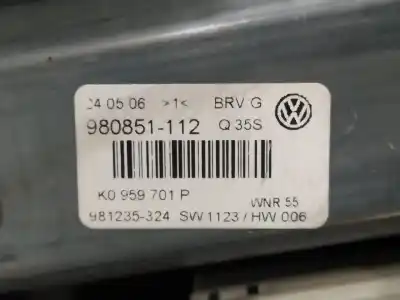 24 05 06 >1< BRV G
980851-112 Q 35S
K0 959 701 P
WNR 55
981235-324 SW 1123 / HW 006